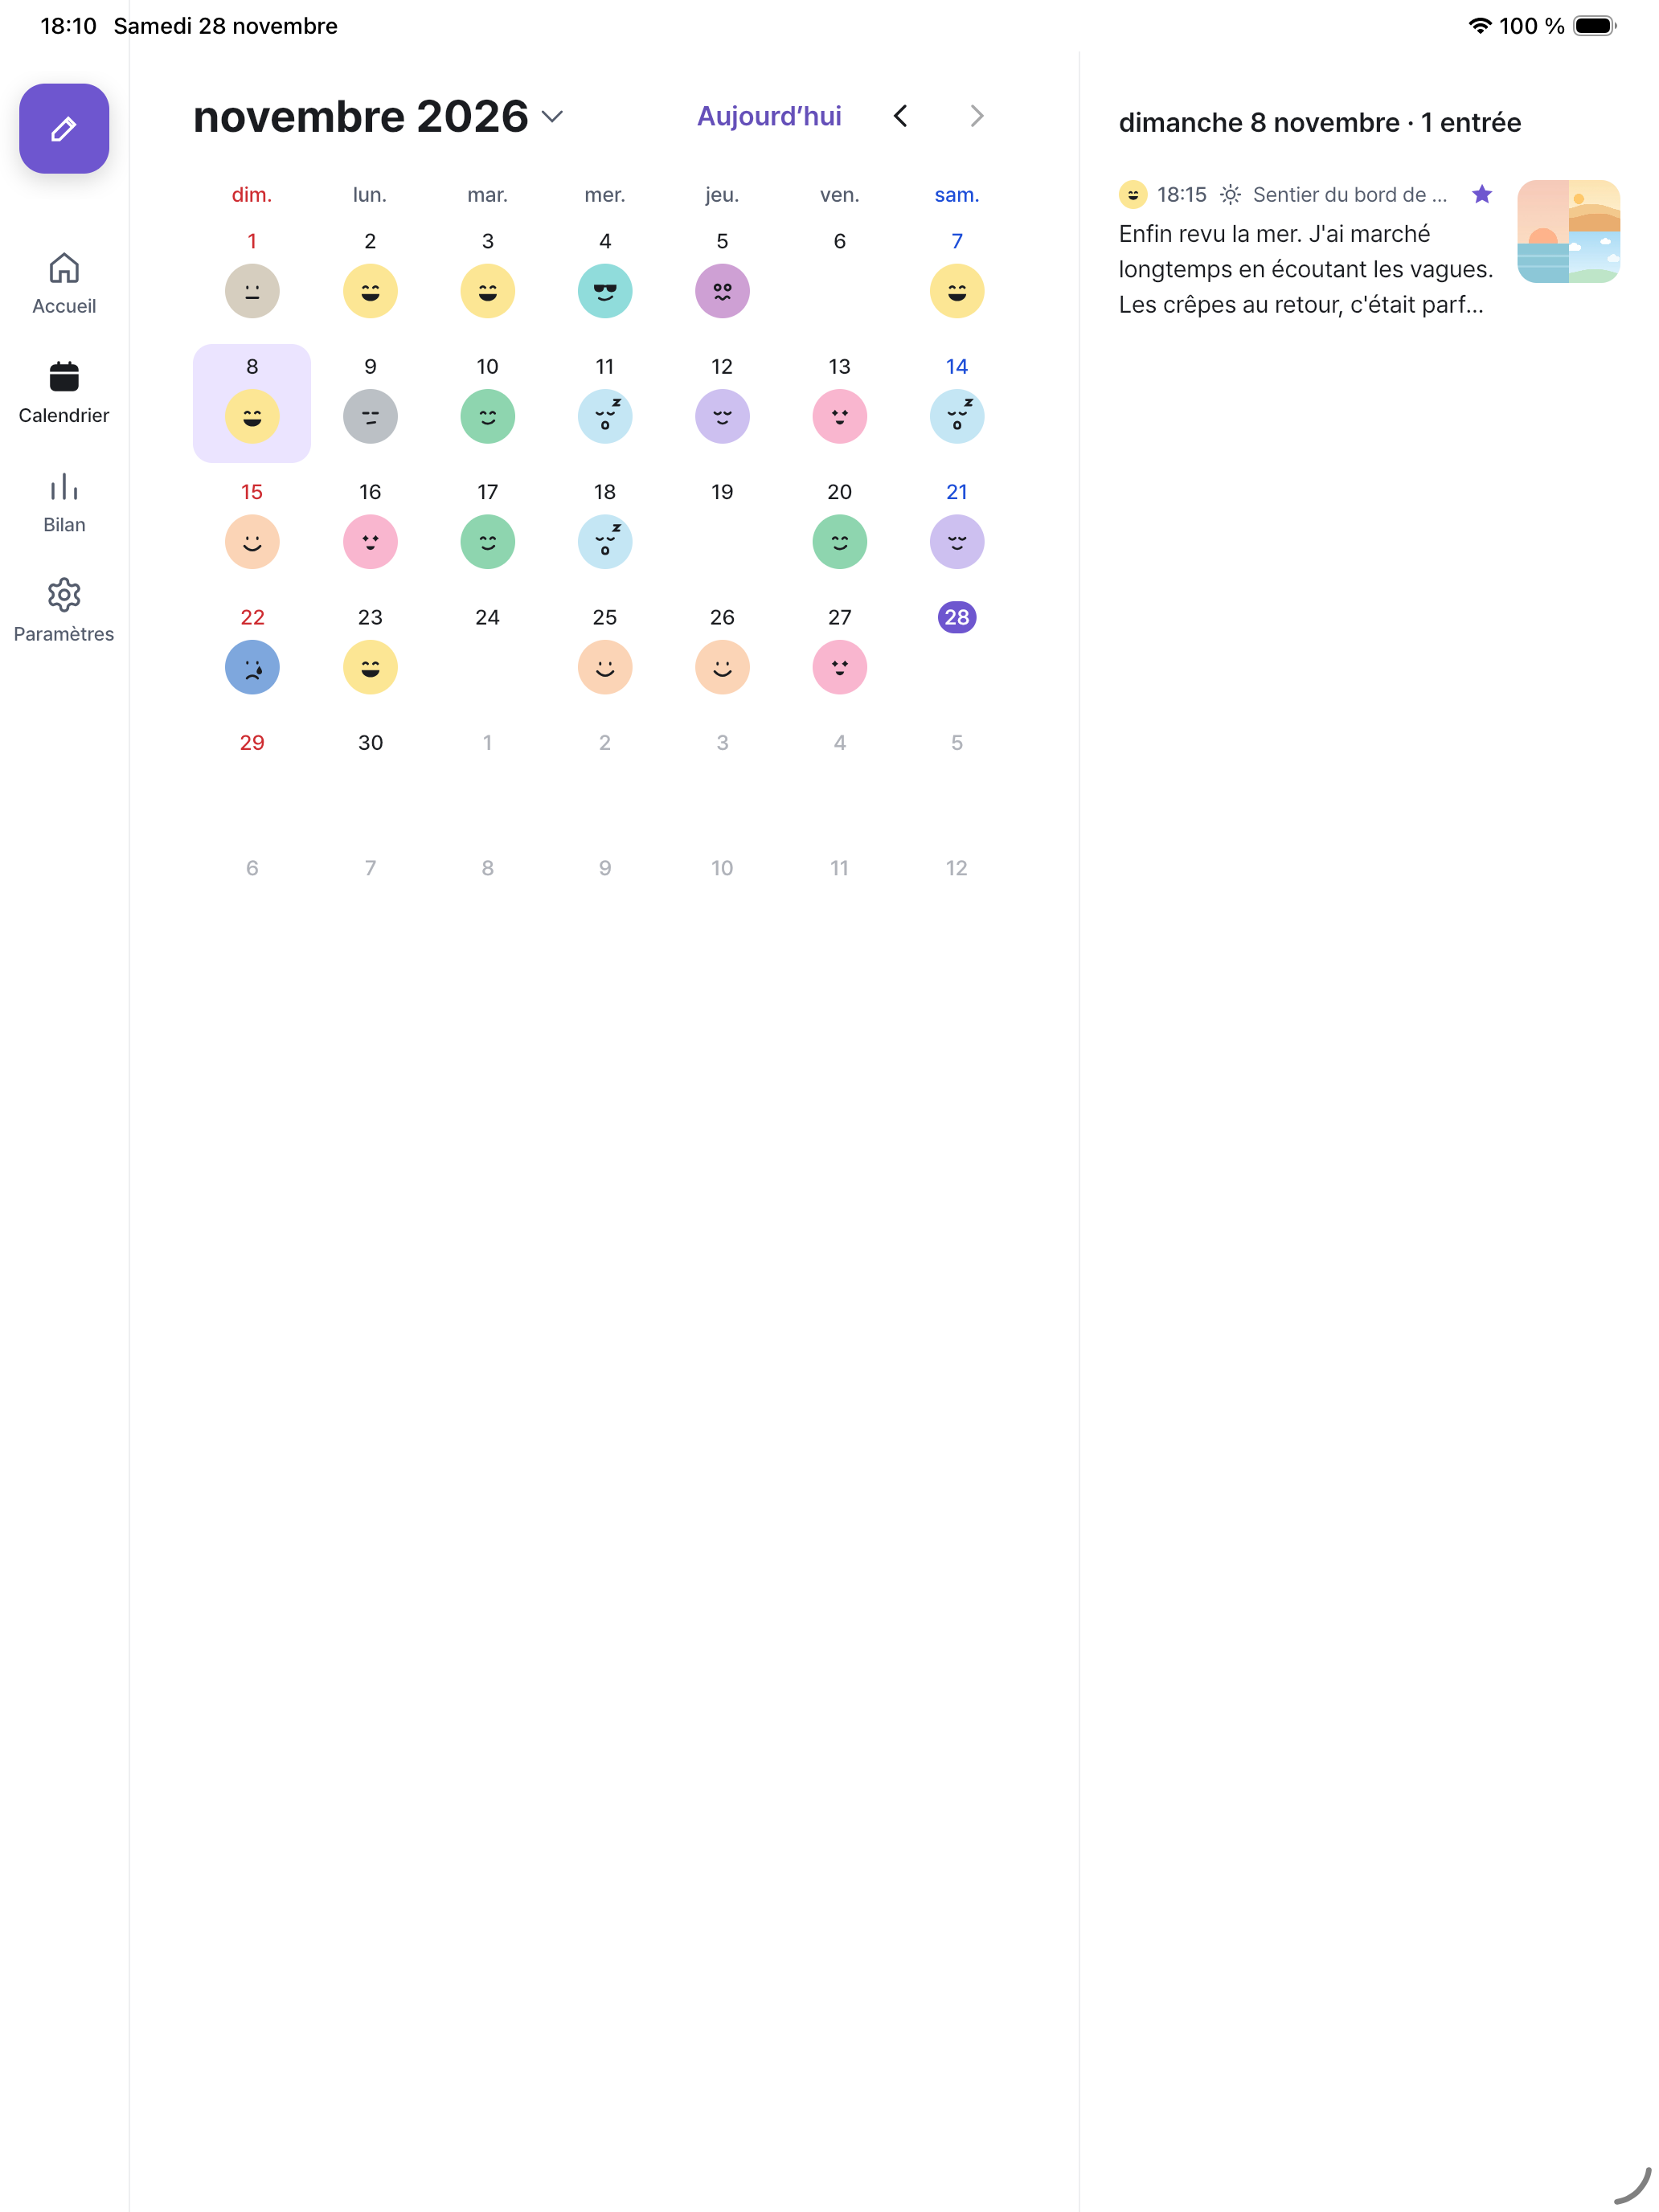 18:10 Samedi 28 novembre
100 %
Accueil
Calendrier
Bilan
Paramètres
novembre 2026
Aujourd’hui
dim. lun. mar. mer. jeu. ven. sam.
1 2 3 4 5 6 7
8 9 10 11 12 13 14
15 16 17 18 19 20 21
22 23 24 25 26 27 28
29 30 1 2 3 4 5
6 7 8 9 10 11 12
dimanche 8 novembre · 1 entrée
18:15 Sentier du bord de ...
Enfin revu la mer. J'ai marché
longtemps en écoutant les vagues.
Les crêpes au retour, c'était parf...